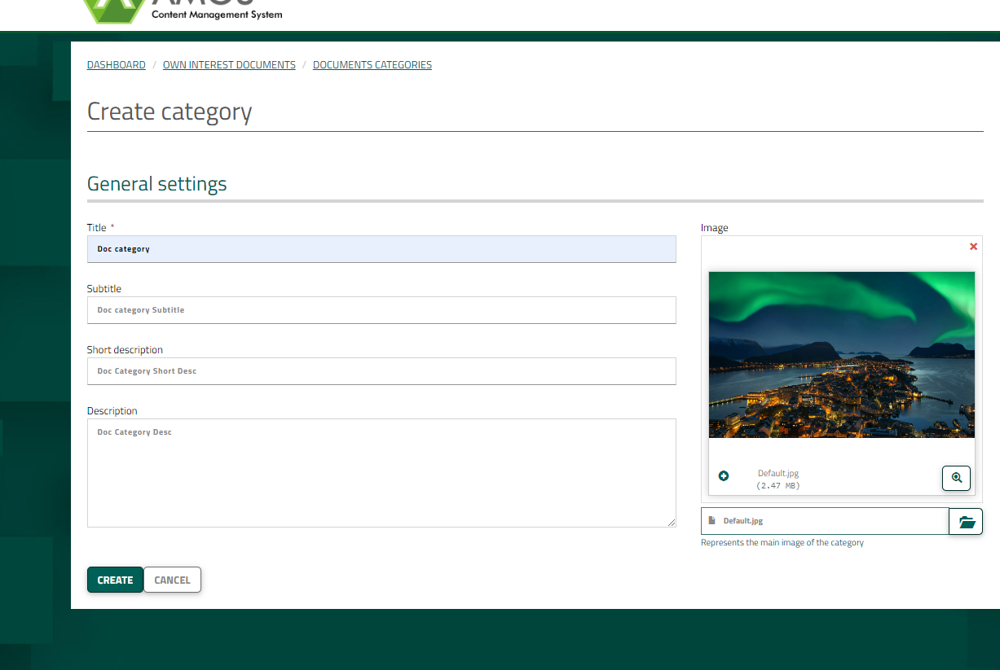 Content Management System
DASHBOARD / OWN INTEREST DOCUMENTS / DOCUMENTS CATEGORIES
Create category
General settings
Title *
Doc category
Subtitle
Doc category Subtitle
Short description
Doc Category Short Desc
Description
Doc Category Desc
Image
Default.jpg
(2.47 MB)
Default.jpg
Represents the main image of the category
CREATE
CANCEL